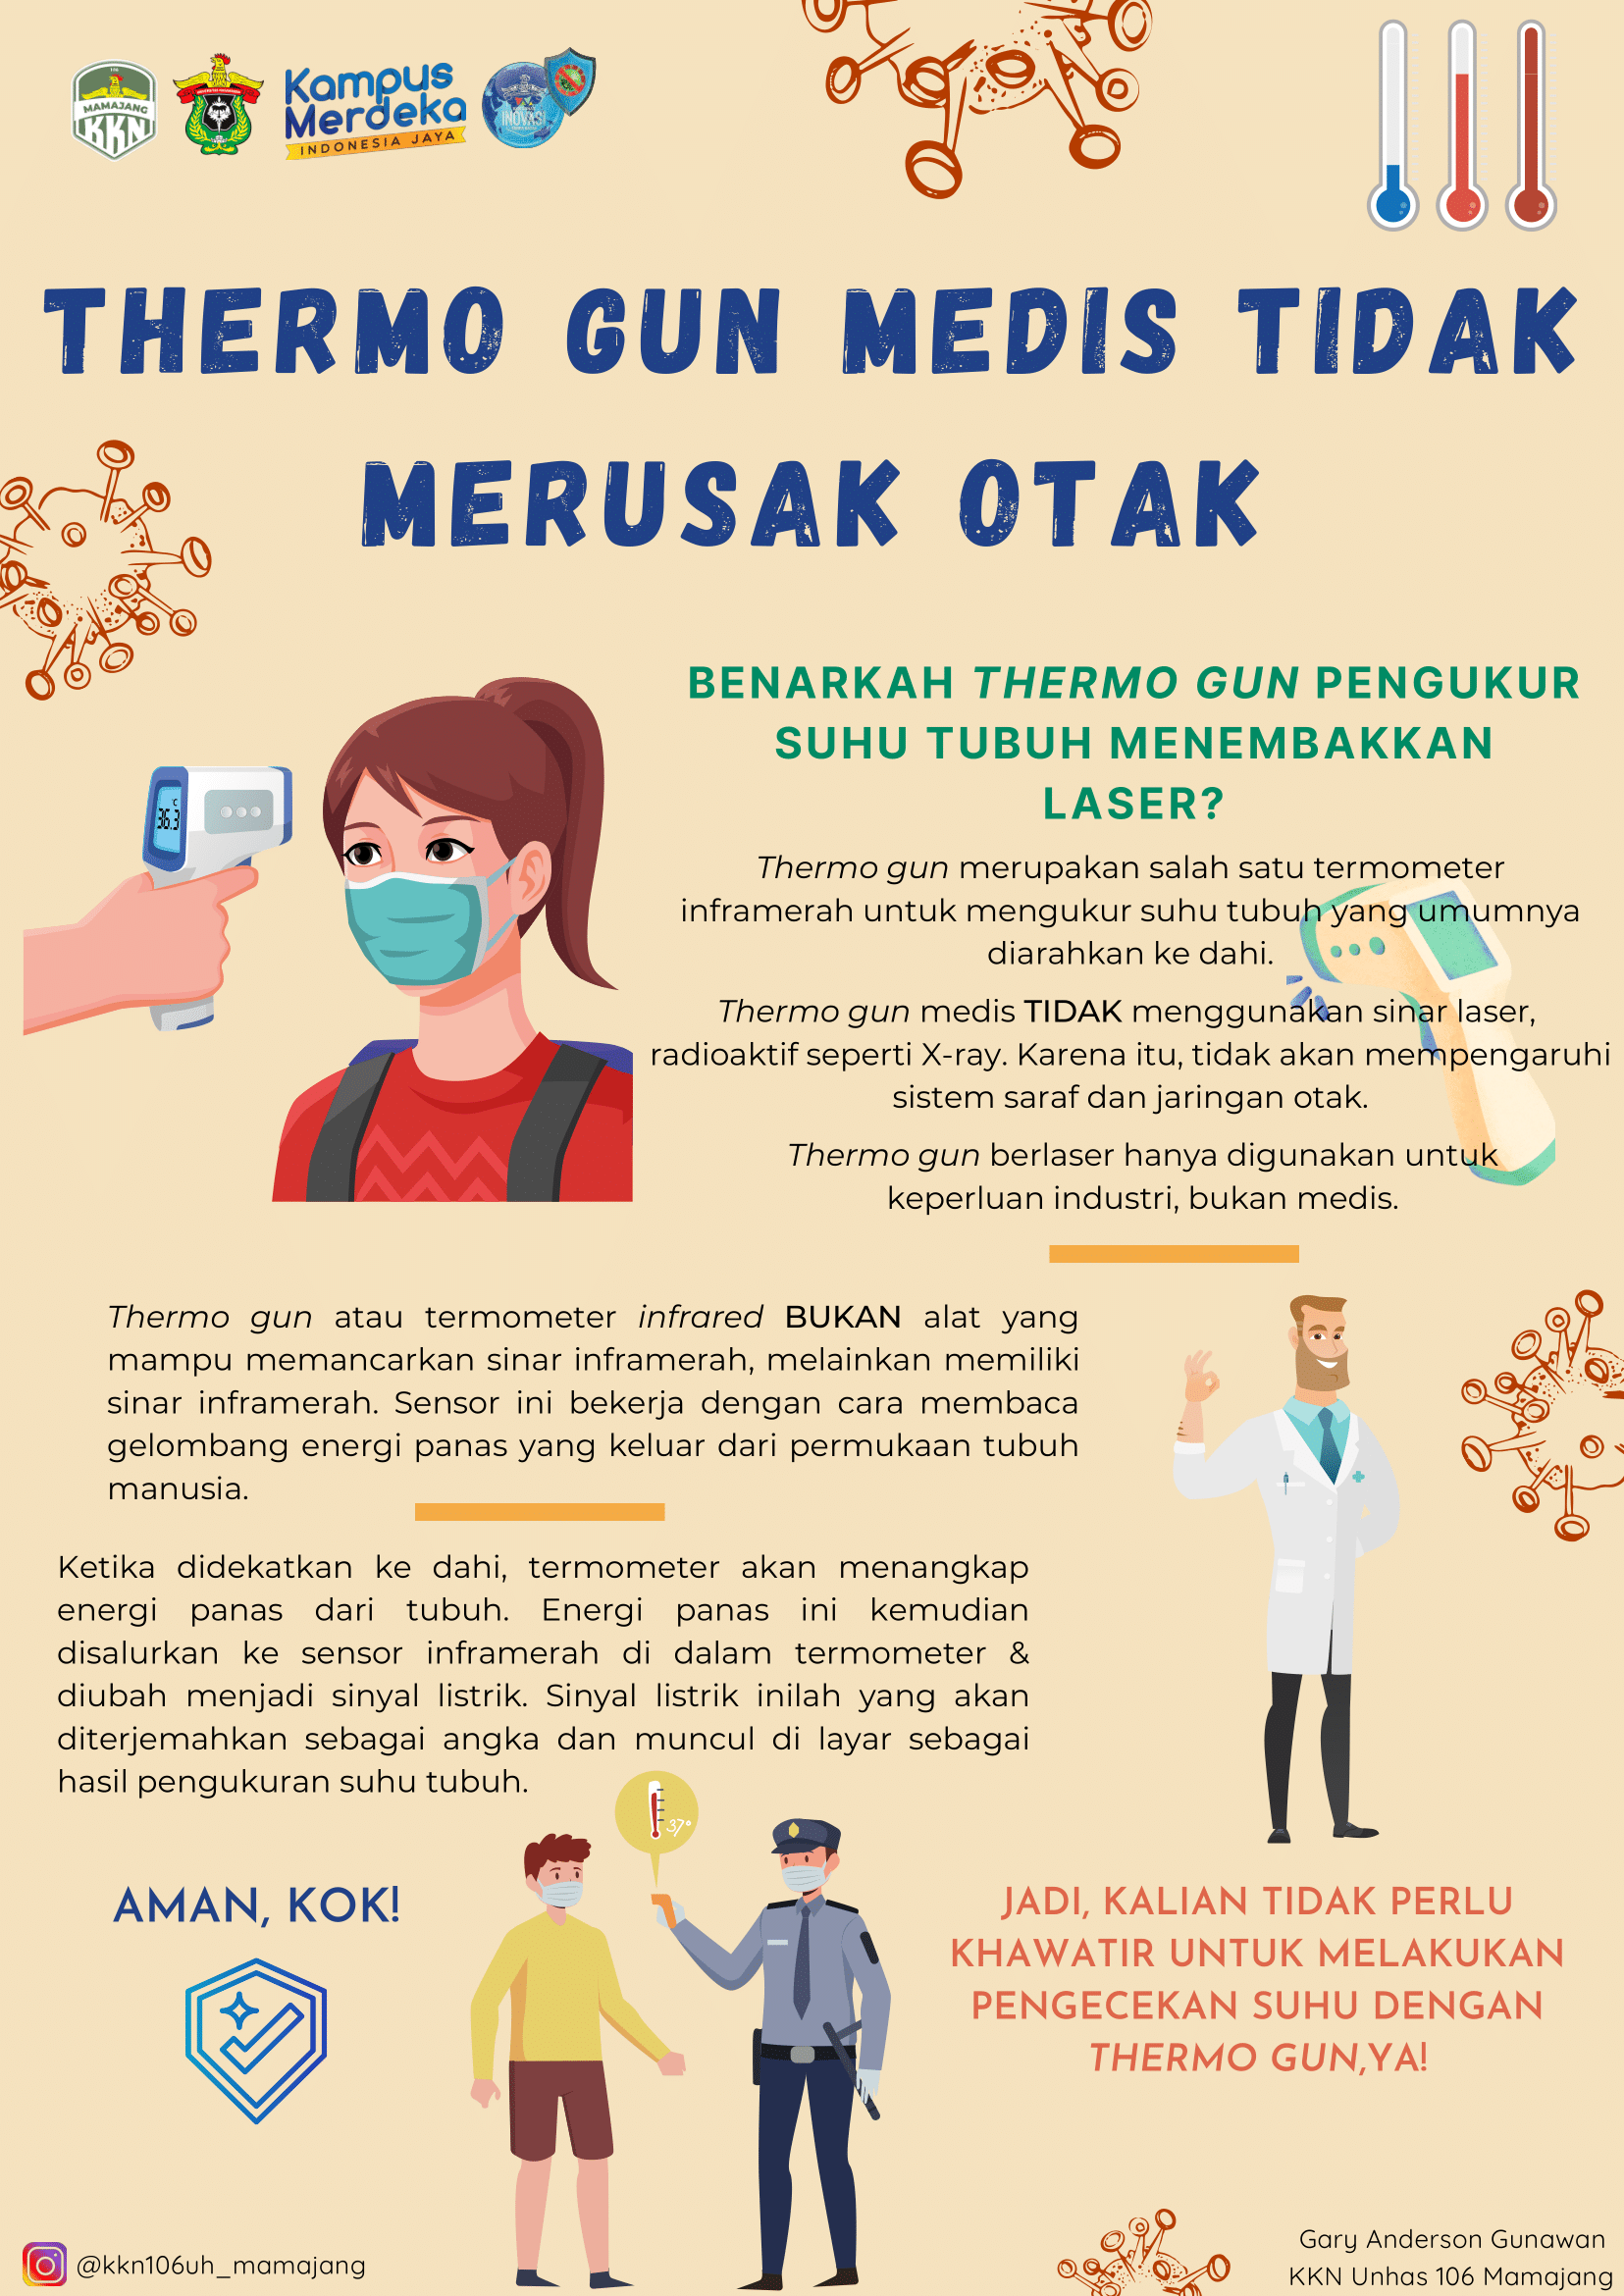 MAMAJANG
KKN
Kampus
Merdeka
INDONESIA JAYA
INOVASI
THERMO GUN MEDIS TIDAK
MERUSAK OTAK
BENARKAH THERMO GUN PENGUKUR
SUHU TUBUH MENEMBAKKAN
LASER?
°C
36.3
Thermo gun merupakan salah satu termometer
inframerah untuk mengukur suhu tubuh yang umumnya
diarahkan ke dahi.
Thermo gun medis TIDAK menggunakan sinar laser,
radioaktif seperti X-ray. Karena itu, tidak akan mempengaruhi
sistem saraf dan jaringan otak.
Thermo gun berlaser hanya digunakan untuk
keperluan industri, bukan medis.
Thermo gun atau termometer infrared BUKAN alat yang
mampu memancarkan sinar inframerah, melainkan memiliki
sinar inframerah. Sensor ini bekerja dengan cara membaca
gelombang energi panas yang keluar dari permukaan tubuh
manusia.
Ketika didekatkan ke dahi, termometer akan menangkap
energi panas dari tubuh. Energi panas ini kemudian
disalurkan ke sensor inframerah di dalam termometer &
diubah menjadi sinyal listrik. Sinyal listrik inilah yang akan
diterjemahkan sebagai angka dan muncul di layar sebagai
hasil pengukuran suhu tubuh.
37°
AMAN, KOK!
JADI, KALIAN TIDAK PERLU
KHAWATIR UNTUK MELAKUKAN
PENGECEKAN SUHU DENGAN
THERMO GUN,YA!
@kkn106uh_mamajang
Gary Anderson Gunawan
KKN Unhas 106 Mamajang